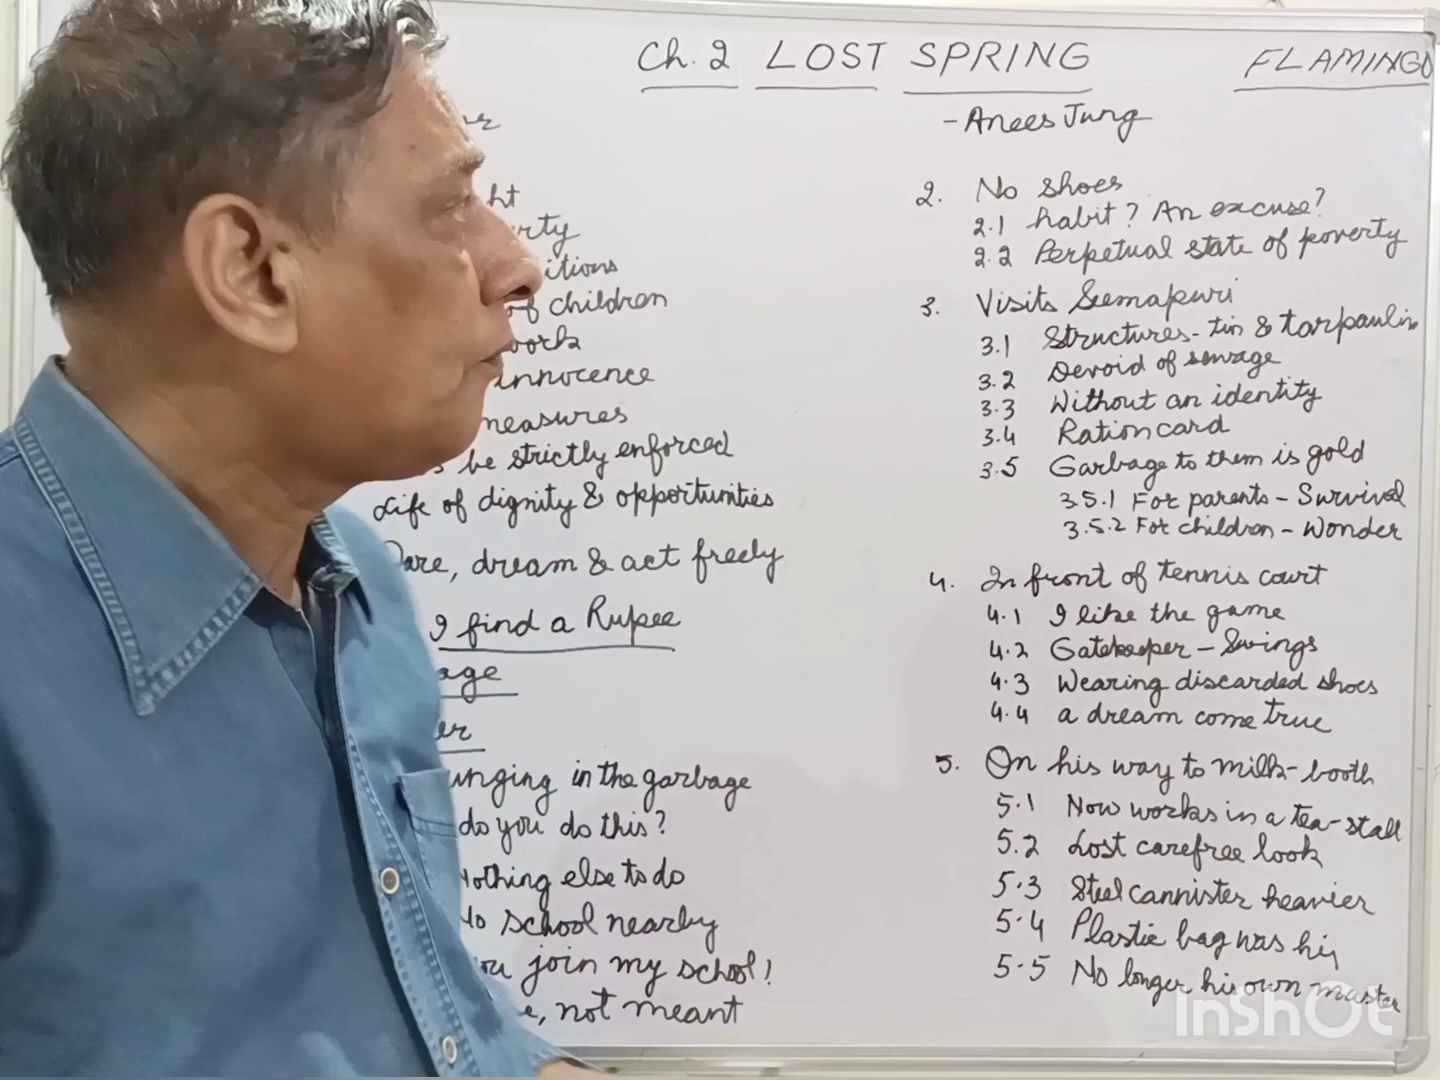 Ch. 2 LOST SPRING
FLAMINGO
- Anees Jung
of children
innocence
measures
be strictly enforced
Life of dignity & opportunities
Dare, dream & act freely
I find a Rupee
in the garbage
do you do this?
Nothing else to do
No school nearby
you join my school!
, not meant
2. No shoes
2.1 habit? An excuse?
2.2 Perpetual state of poverty
3. Visits Seemapuri
3.1 Structures - tin & tarpaulin
3.2 Devoid of sewage
3.3 Without an identity
3.4 Ration card
3.5 Garbage to them is gold
3.5.1 For parents - Survival
3.5.2 For children - Wonder
4. In front of tennis court
4.1 I like the game
4.2 Gatekeeper - Swings
4.3 Wearing discarded shoes
4.4 a dream come true
5. On his way to milk-booth
5.1 Now works in a tea-stall
5.2 Lost carefree look
5.3 Steel cannister heavier
5.4 Plastic bag was his
5.5 No longer his own master
InShOt